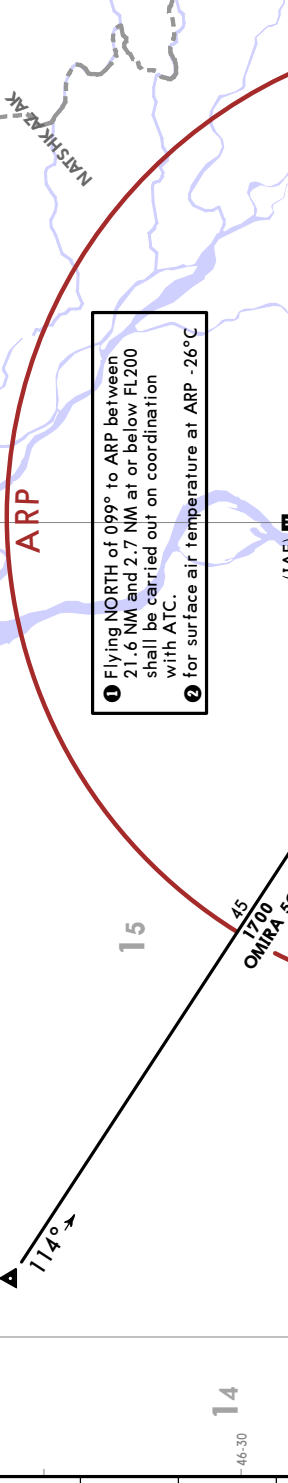 NATSHKAZAK
ARP
❶ Flying NORTH of 099° to ARP between
21.6 NM and 2.7 NM at or below FL200
shall be carried out on coordination
with ATC.
❷ for surface air temperature at ARP -26°C
15
45
1700
OMIRA
114°
14
46-30